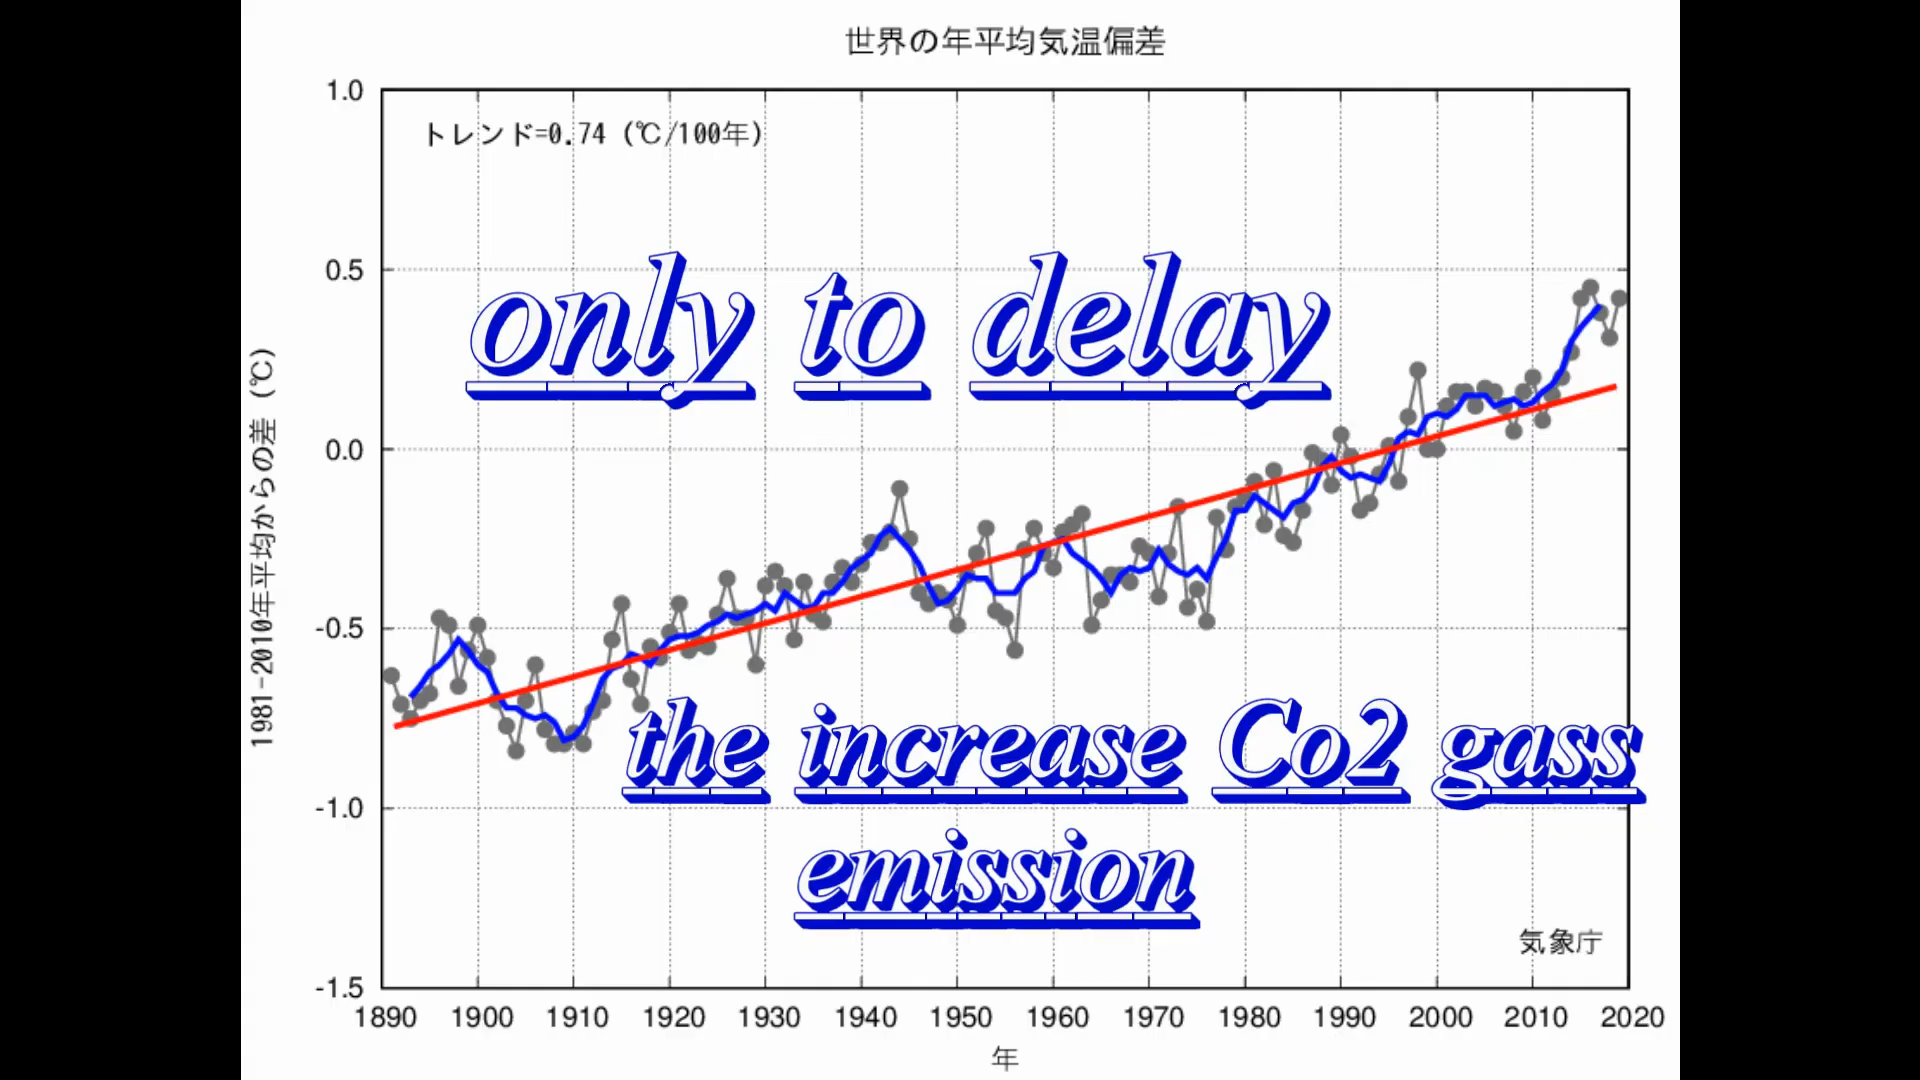 世界の年平均気温偏差
1.0
トレンド=0.74 (℃/100年)
only to delay
0.5
1981-2010年平均からの差 (℃)
0.0
-0.5
the increase Co2 gass
-1.0
emission
気象庁
-1.5
1890 1900 1910 1920 1930 1940 1950 1960 1970 1980 1990 2000 2010 2020
年